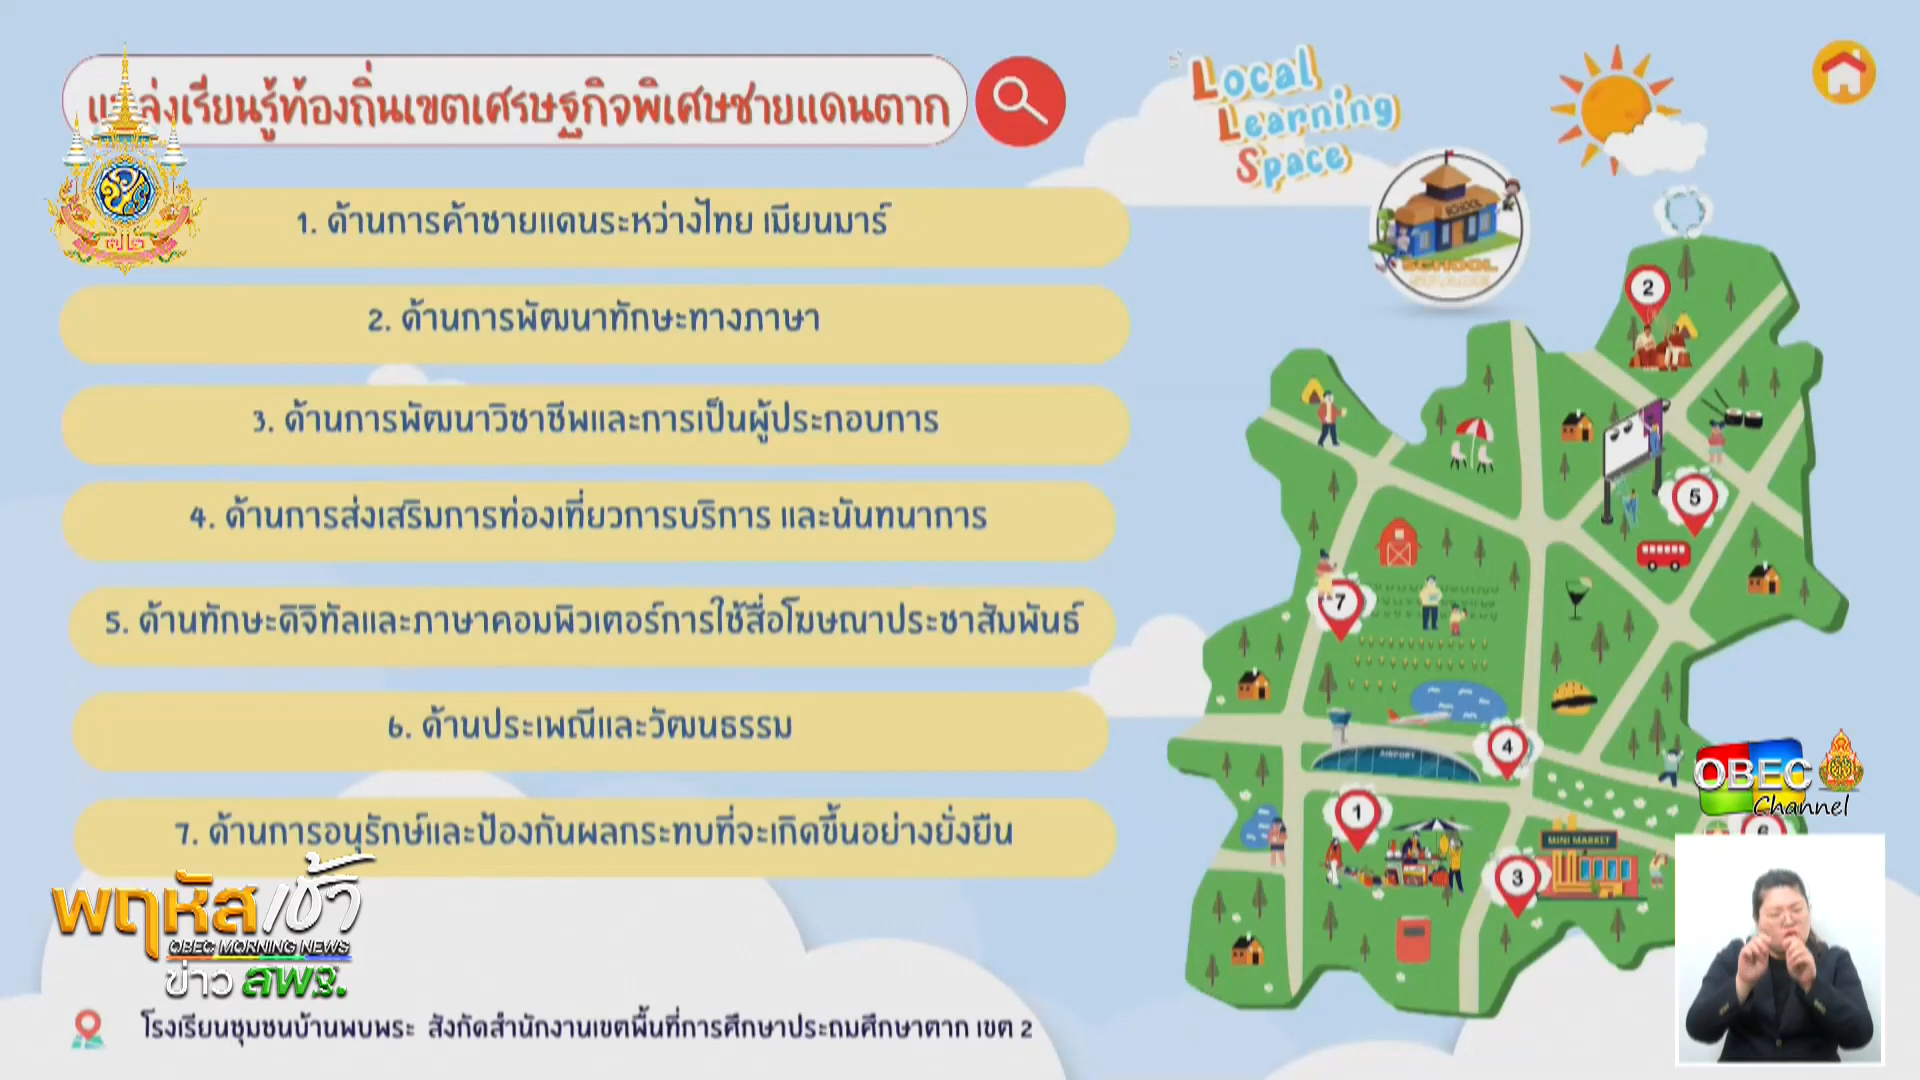 แหล่งเรียนรู้ท้องถิ่นเขตเศรษฐกิจพิเศษชายแดนตาก
Local
Learning
Space
SCHOOL
SCHOOL
1. ด้านการค้าชายแดนระหว่างไทย เมียนมาร์
2. ด้านการพัฒนาทักษะทางภาษา
3. ด้านการพัฒนาวิชาชีพและการเป็นผู้ประกอบการ
4. ด้านการส่งเสริมการท่องเที่ยวการบริการ และนันทนาการ
5. ด้านทักษะดิจิทัลและภาษาคอมพิวเตอร์การใช้สื่อโฆษณาประชาสัมพันธ์
6. ด้านประเพณีและวัฒนธรรม
7. ด้านการอนุรักษ์และป้องกันผลกระทบที่จะเกิดขึ้นอย่างยั่งยืน
๗๒
2
5
7
4
AIRPORT
1
MINI MARKET
3
6
OBEC
Channel
พฤหัสเช้า
OBEC MORNING NEWS
ข่าว สพฐ.
โรงเรียนชุมชนบ้านพบพระ สังกัดสำนักงานเขตพื้นที่การศึกษาประถมศึกษาตาก เขต 2